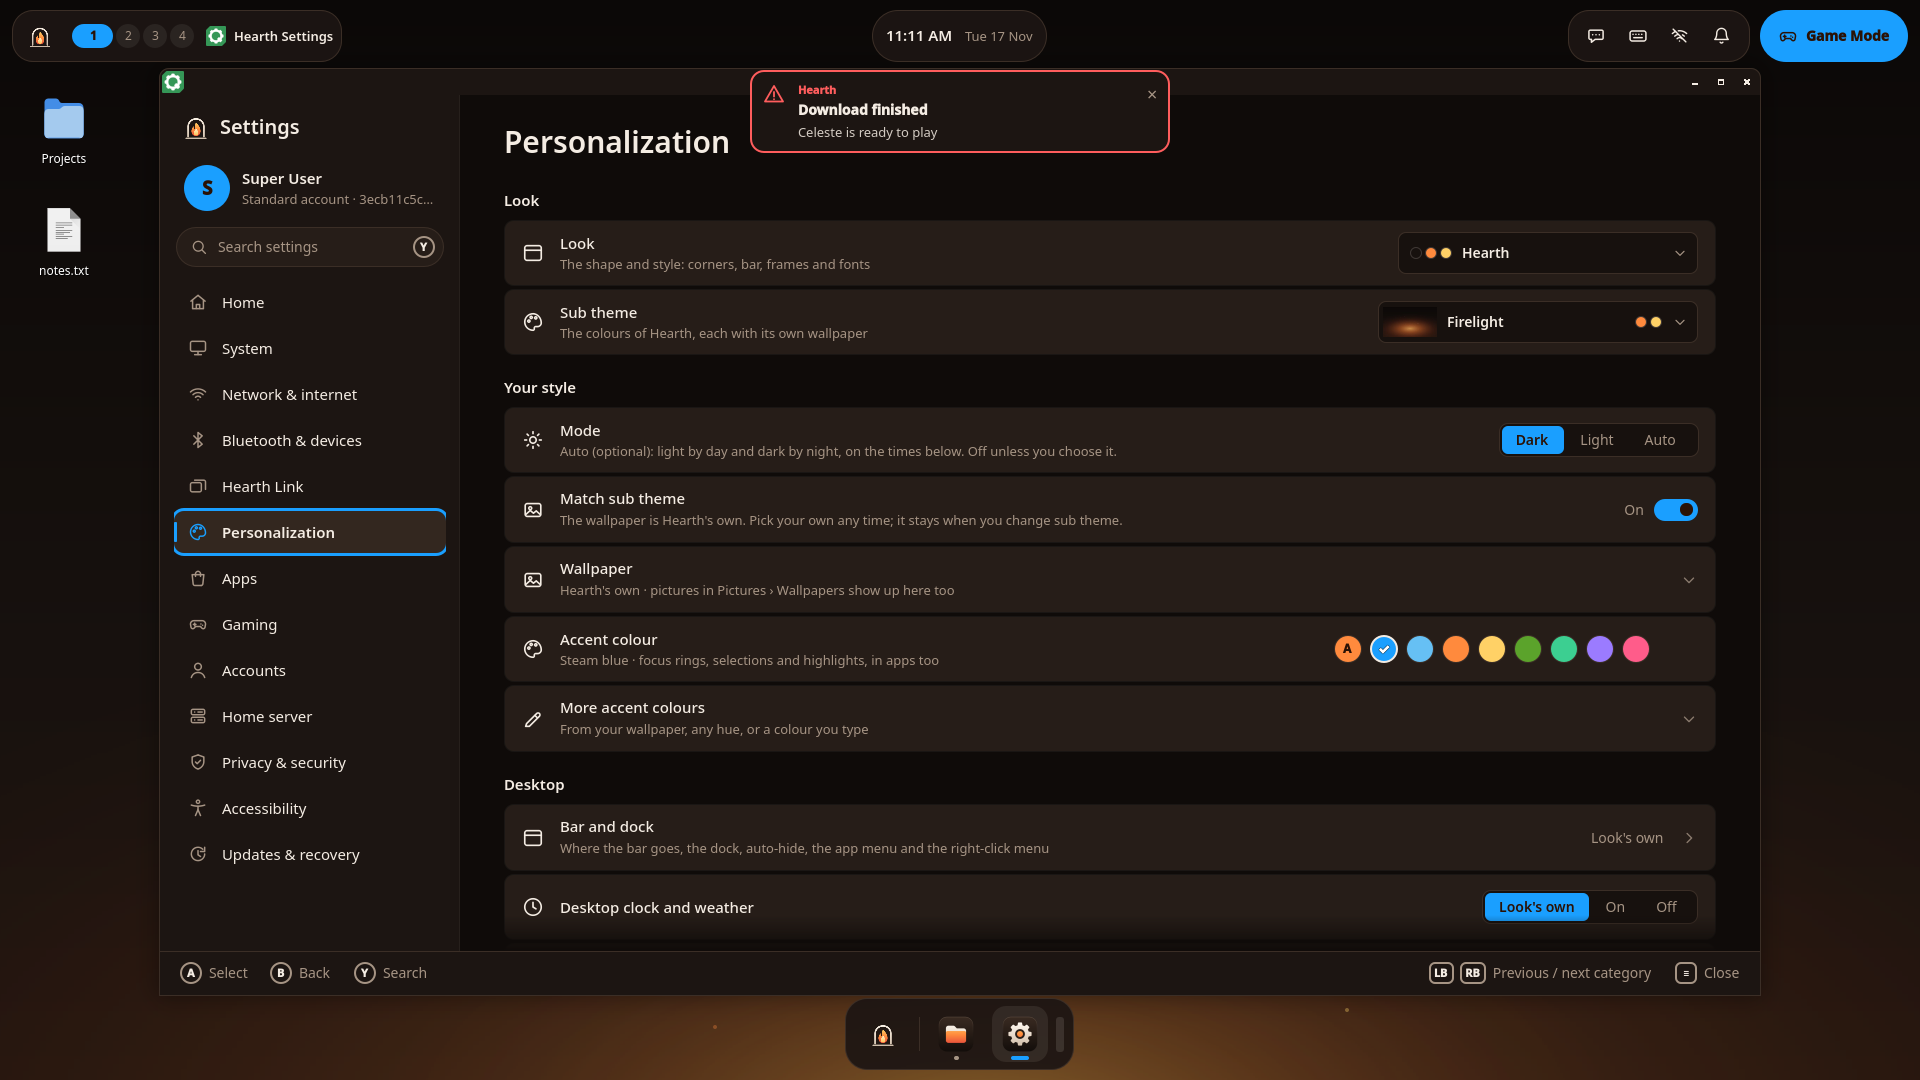 1 2 3 4 Hearth Settings
11:11 AM Tue 17 Nov
Game Mode
Projects
notes.txt
Hearth
Download finished
Celeste is ready to play
Settings
S
Super User
Standard account · 3ecb11c5c...
Search settings Y
Home
System
Network & internet
Bluetooth & devices
Hearth Link
Personalization
Apps
Gaming
Accounts
Home server
Privacy & security
Accessibility
Updates & recovery
Personalization
Look
Look
The shape and style: corners, bar, frames and fonts
Hearth
Sub theme
The colours of Hearth, each with its own wallpaper
Firelight
Your style
Mode
Auto (optional): light by day and dark by night, on the times below. Off unless you choose it.
Dark Light Auto
Match sub theme
The wallpaper is Hearth's own. Pick your own any time; it stays when you change sub theme.
On
Wallpaper
Hearth's own · pictures in Pictures › Wallpapers show up here too
Accent colour
Steam blue · focus rings, selections and highlights, in apps too
A
More accent colours
From your wallpaper, any hue, or a colour you type
Desktop
Bar and dock
Where the bar goes, the dock, auto-hide, the app menu and the right-click menu
Look's own
Desktop clock and weather
Look's own On Off
A Select B Back Y Search
LB RB Previous / next category Close